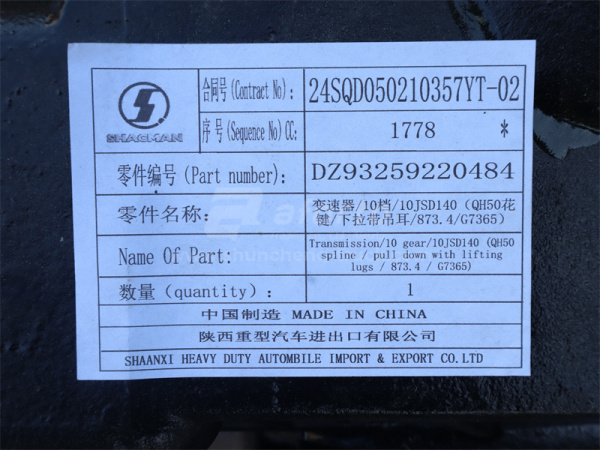 SHACMAN
合同号(Contract No): 24SQD050210357YT-02
序号(Sequence No)CC: 1778 *
零件编号(Part number): DZ93259220484
零件名称: 变速器/10档/10JSD140（QH50花
键/下拉带吊耳/873.4/G7365）
Name Of Part: Transmission/10 gear/10JSD140 (QH50
spline / pull down with lifting
lugs / 873.4 / G7365)
数量(quantity): 1
中国制造 MADE IN CHINA
陕西重型汽车进出口有限公司
SHAANXI HEAVY DUTY AUTOMBILE IMPORT & EXPORT CO.LTD